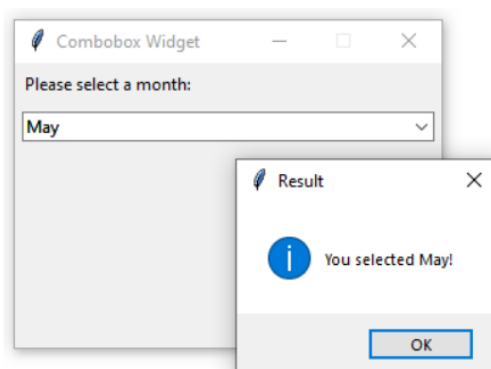 Combobox Widget
Please select a month:
May
Result
You selected May!
OK